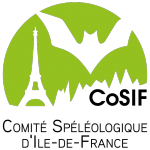 CoSIF
Comité Spéléologique
d'Ile-de-France